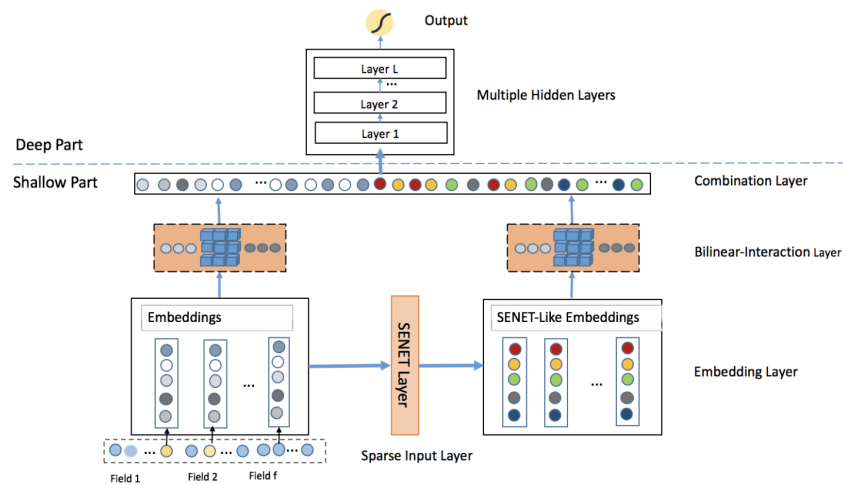 Output
Layer L
...
Layer 2
Layer 1
Multiple Hidden Layers
Deep Part
Shallow Part
... ...
Combination Layer
Bilinear-Interaction Layer
Embeddings
...
SENET Layer
SENET-Like Embeddings
...
Embedding Layer
... ... ...
Sparse Input Layer
Field 1
Field 2
Field f